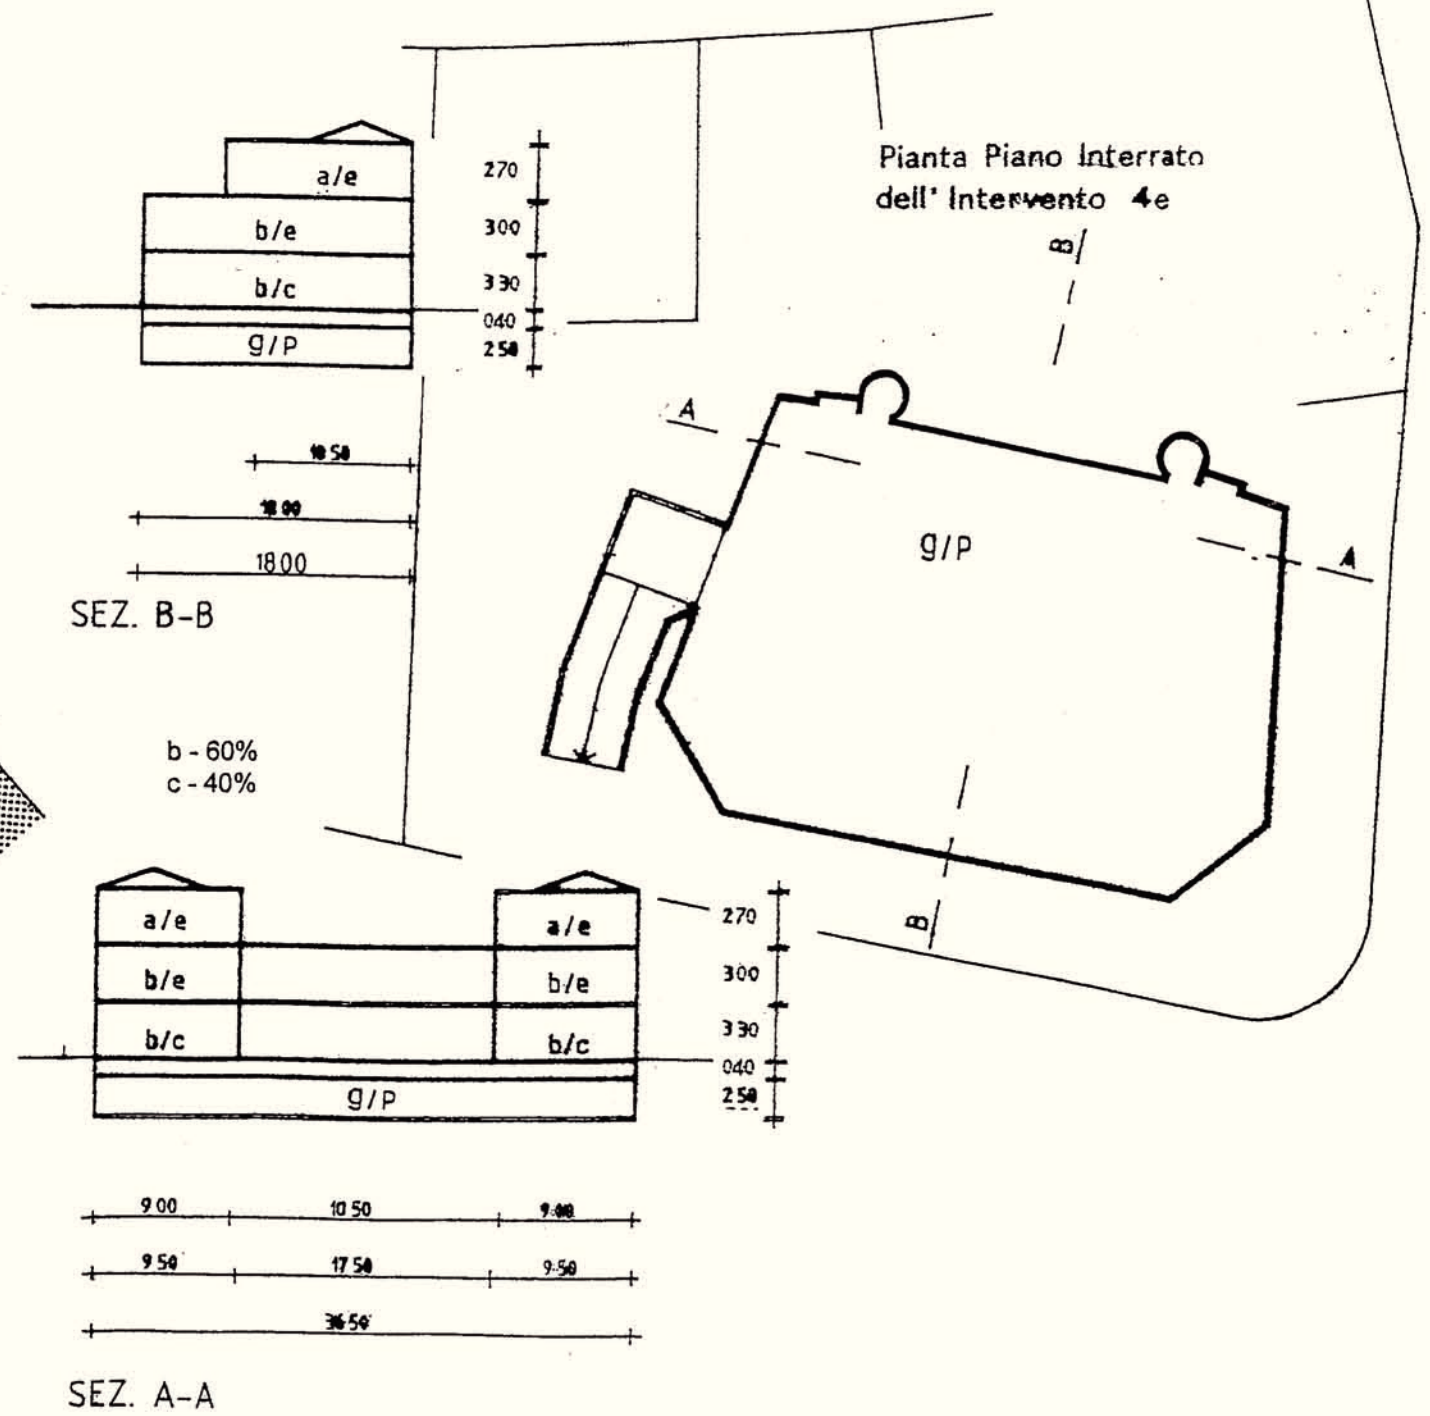 Pianta Piano Interrato
dell' Intervento 4e
a/e
b/e
b/c
g/P
270
300
330
040
250
10 50
18 00
18 00
SEZ. B-B
b - 60%
c - 40%
B
A
g/P
A
B
a/e
a/e
b/e
b/e
b/c
b/c
g/P
270
300
330
040
250
9 00
10 50
9 00
9 50
17 50
9.50
36 50
SEZ. A-A